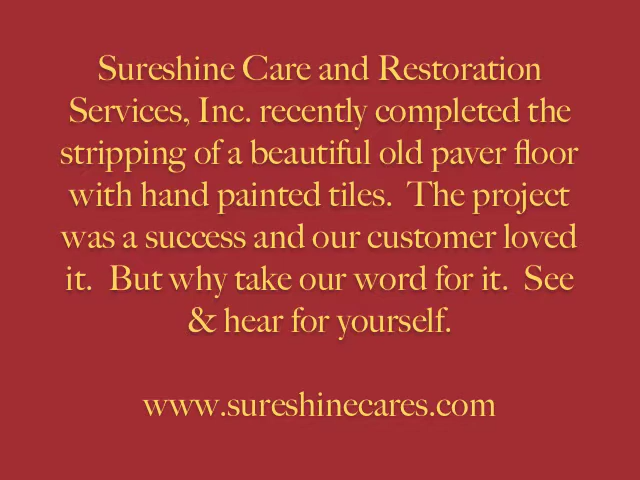 Sureshine Care and Restoration
Services, Inc. recently completed the
stripping of a beautiful old paver floor
with hand painted tiles.  The project
was a success and our customer loved
it.  But why take our word for it.  See
& hear for yourself.
www.sureshinecares.com